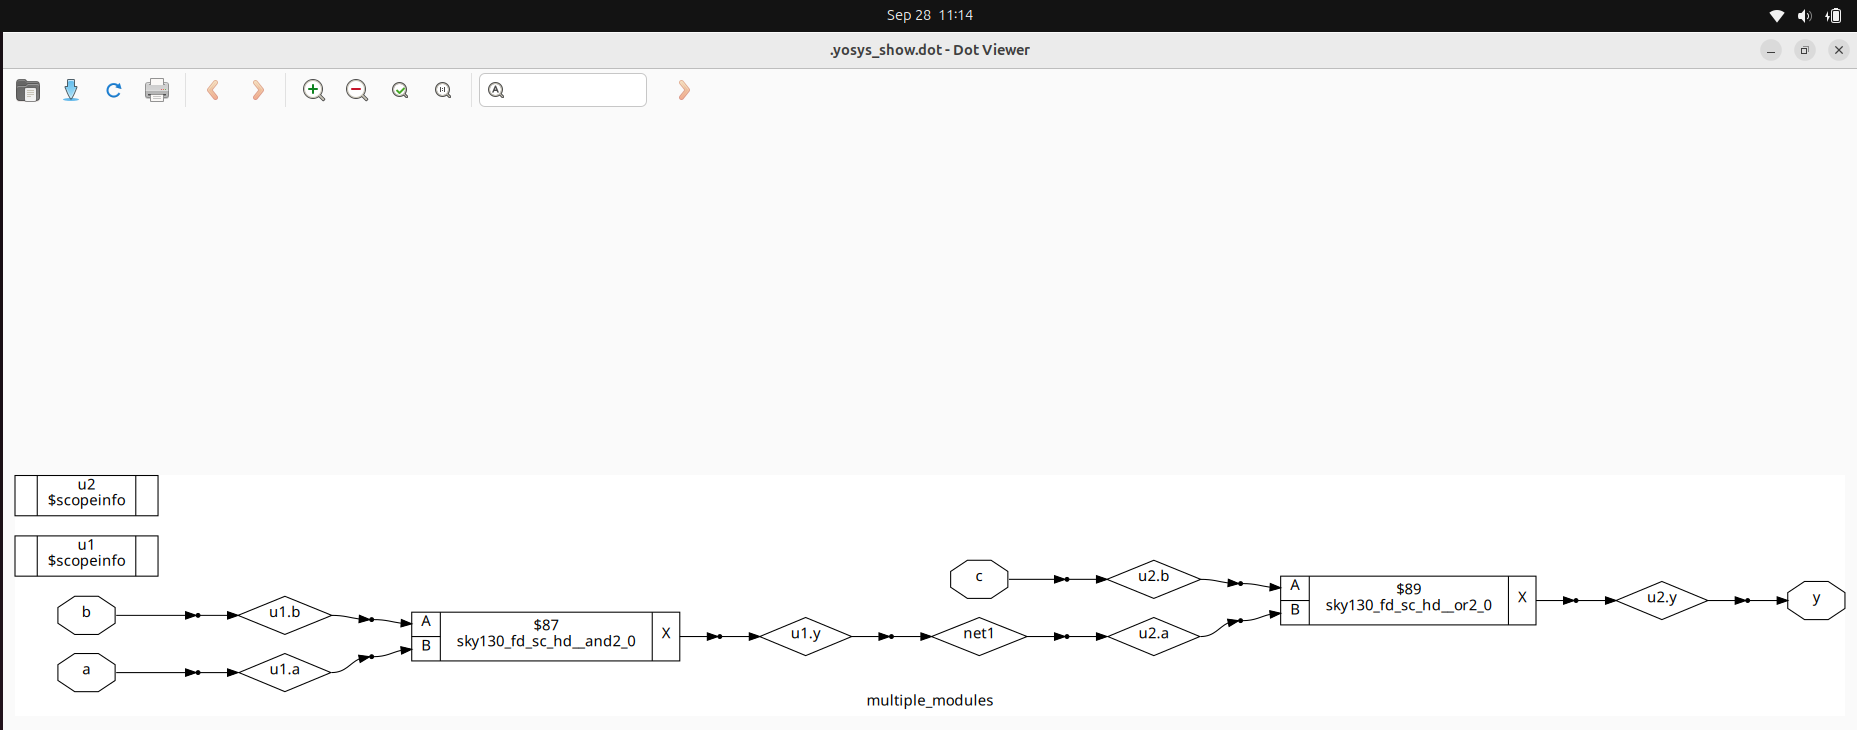 Sep 28 11:14
.yosys_show.dot - Dot Viewer
u2
$scopeinfo
u1
$scopeinfo
b
u1.b
a
u1.a
A
B
$87
sky130_fd_sc_hd__and2_0
X
u1.y
net1
c
u2.b
u2.a
A
B
$89
sky130_fd_sc_hd__or2_0
X
u2.y
y
multiple_modules